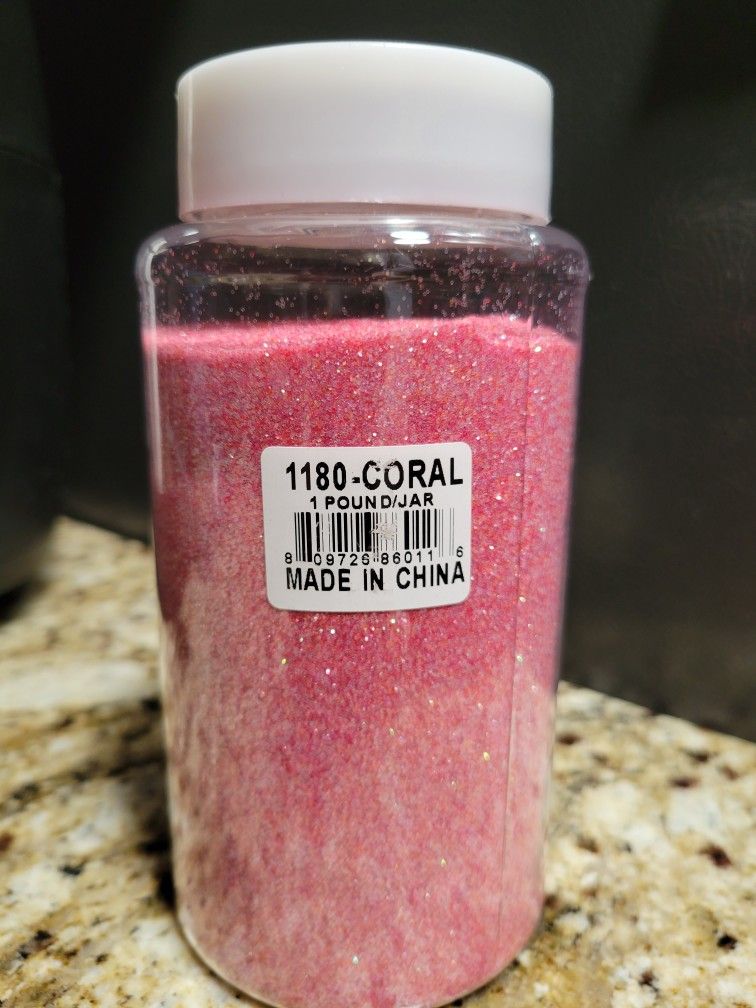 1180-CORAL
1 POUND/JAR
8 09726 86011 6
MADE IN CHINA